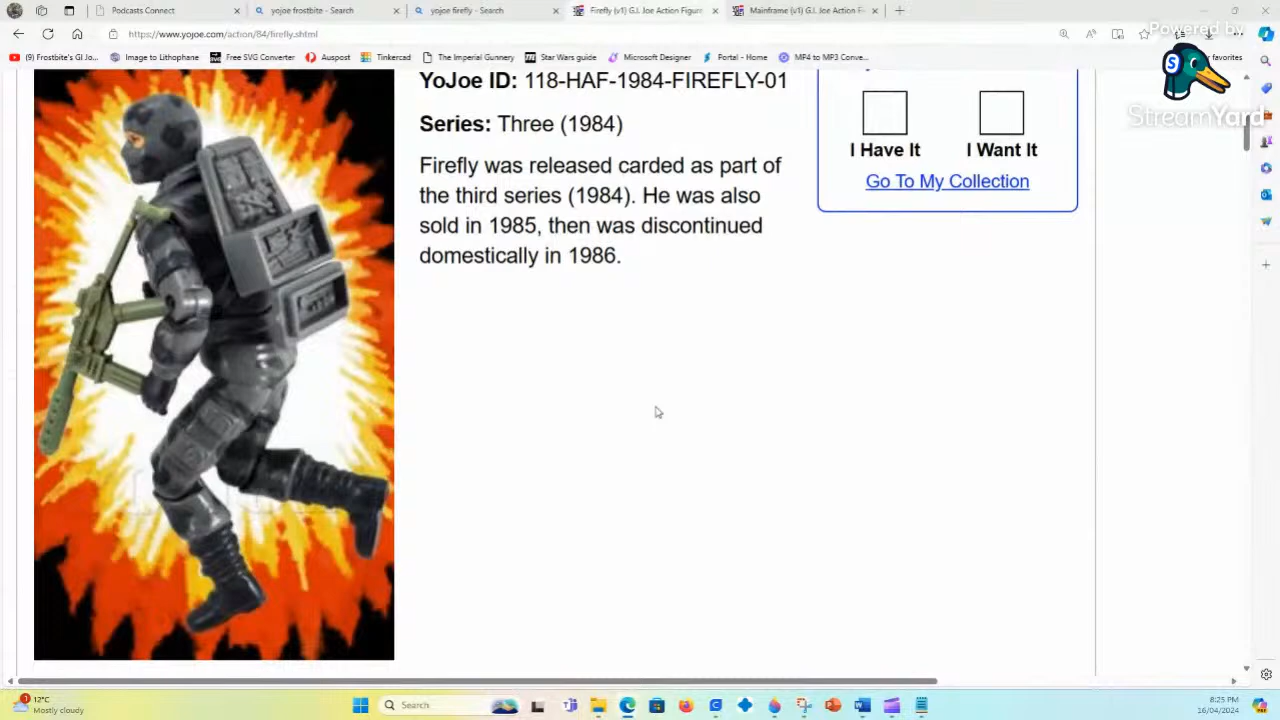 Podcasts Connect
yojoe frostbite - Search
yojoe firefly - Search
Firefly (v1) G.I. Joe Action Figure
Mainframe (v1) G.I. Joe Action Fi
https://www.yojoe.com/action/84/firefly.shtml
Powered by
(9) Frostbite's GI Jo...
Image to Lithophane
Free SVG Converter
Auspost
Tinkercad
The Imperial Gunnery
Star Wars guide
Microsoft Designer
Portal - Home
MP4 to MP3 Conve...
r favorites
StreamYard
YoJoe ID: 118-HAF-1984-FIREFLY-01
Series: Three (1984)
I Have It
I Want It
Firefly was released carded as part of
the third series (1984). He was also
sold in 1985, then was discontinued
domestically in 1986.
Go To My Collection
12°C
Mostly cloudy
Search
8:25 PM
16/04/2024